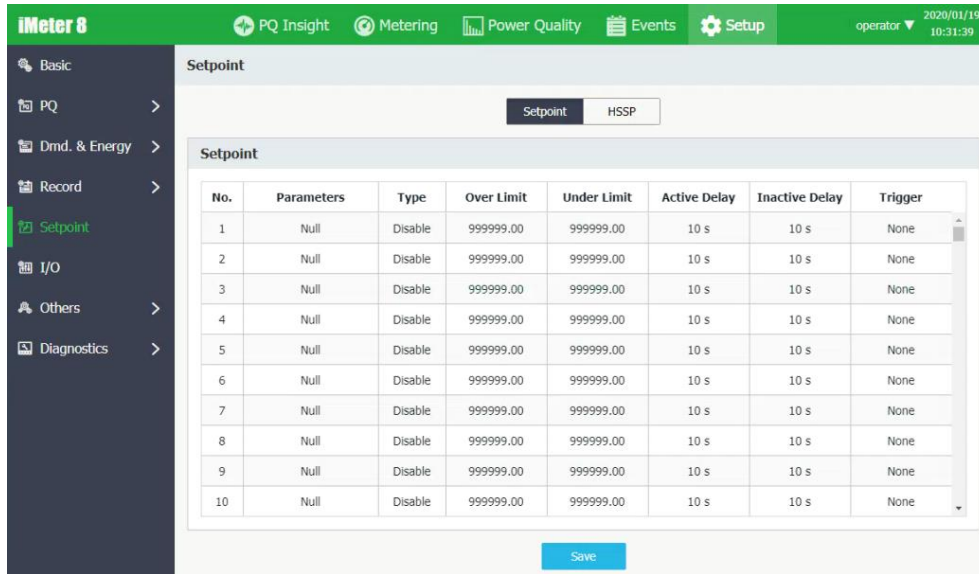 iMeter 8 PQ Insight Metering Power Quality Events Setup operator ▼ 2020/01/19
10:31:39
Basic
PQ
Dmd. & Energy
Record
Setpoint
I/O
Others
Diagnostics
Setpoint
Setpoint HSSP
Setpoint
No. Parameters Type Over Limit Under Limit Active Delay Inactive Delay Trigger
1 Null Disable 999999.00 999999.00 10 s 10 s None
2 Null Disable 999999.00 999999.00 10 s 10 s None
3 Null Disable 999999.00 999999.00 10 s 10 s None
4 Null Disable 999999.00 999999.00 10 s 10 s None
5 Null Disable 999999.00 999999.00 10 s 10 s None
6 Null Disable 999999.00 999999.00 10 s 10 s None
7 Null Disable 999999.00 999999.00 10 s 10 s None
8 Null Disable 999999.00 999999.00 10 s 10 s None
9 Null Disable 999999.00 999999.00 10 s 10 s None
10 Null Disable 999999.00 999999.00 10 s 10 s None
Save